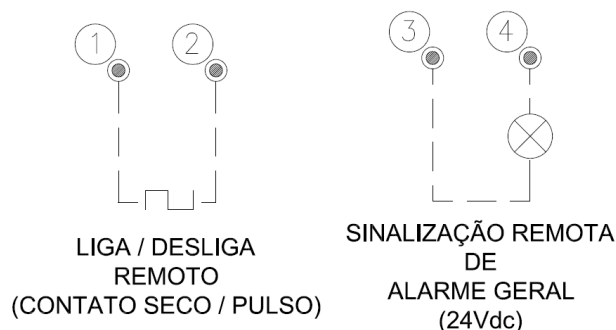 1
2
LIGA / DESLIGA
REMOTO
(CONTATO SECO / PULSO)
3
4
SINALIZAÇÃO REMOTA
DE
ALARME GERAL
(24Vdc)